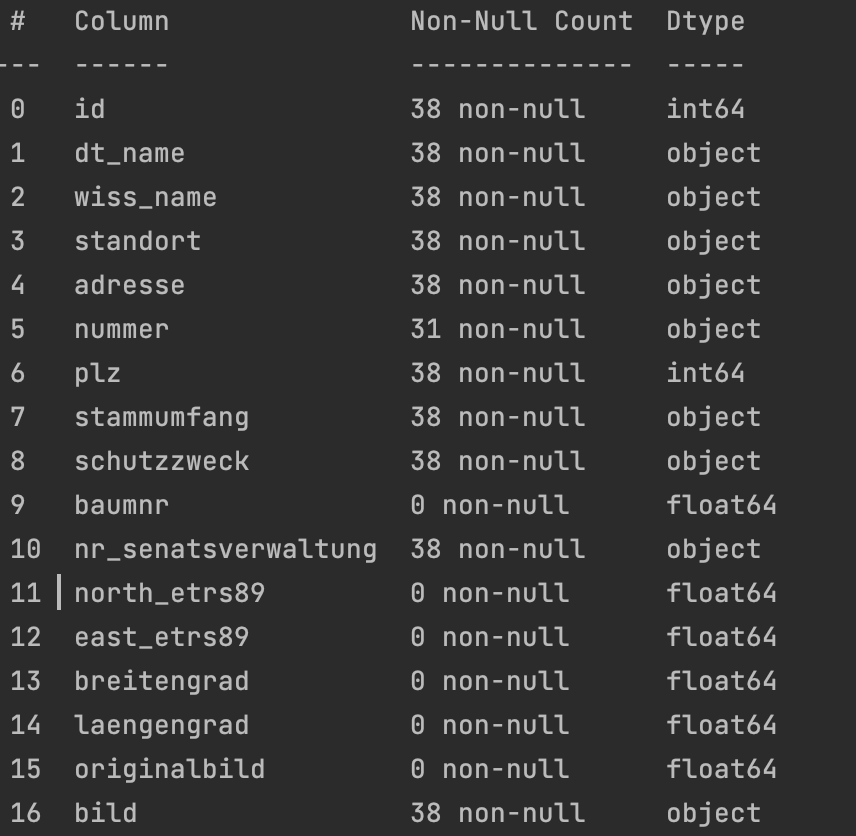 # Column Non-Null Count Dtype
--- ------ -------------- -----
0 id 38 non-null int64
1 dt_name 38 non-null object
2 wiss_name 38 non-null object
3 standort 38 non-null object
4 adresse 38 non-null object
5 nummer 31 non-null object
6 plz 38 non-null int64
7 stammumfang 38 non-null object
8 schutzzweck 38 non-null object
9 baumnr 0 non-null float64
10 nr_senatsverwaltung 38 non-null object
11 north_etrs89 0 non-null float64
12 east_etrs89 0 non-null float64
13 breitengrad 0 non-null float64
14 laengengrad 0 non-null float64
15 originalbild 0 non-null float64
16 bild 38 non-null object